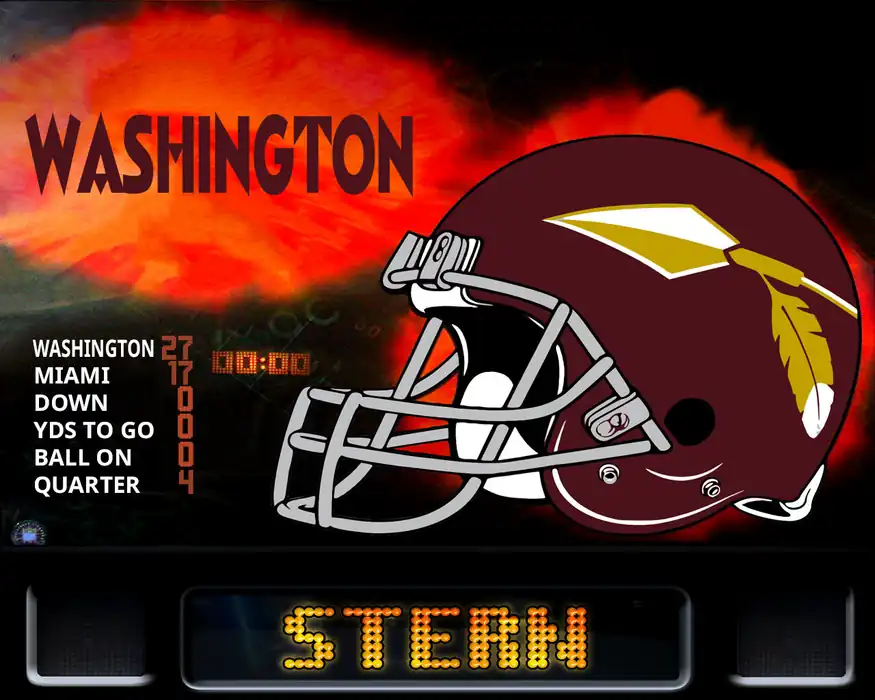 WASHINGTON
WASHINGTON 27
00:00
MIAMI 17
DOWN 0
YDS TO GO 0
BALL ON 0
QUARTER 4
STERN